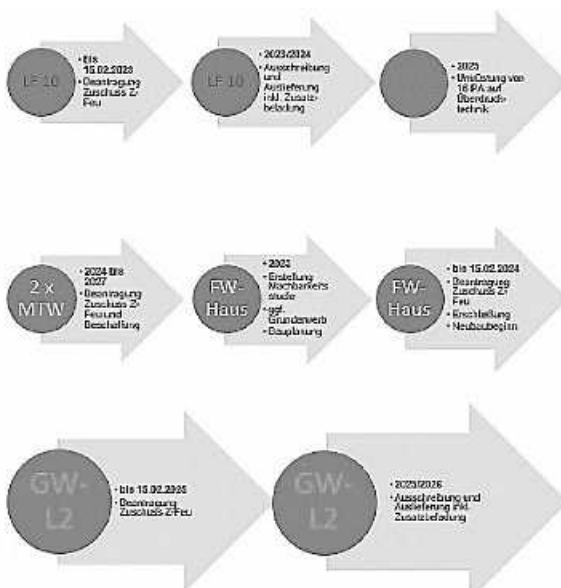 LF 10
• bis
15.02.2023
• Beantragung
Zuschuss Z-
Feu
LF 10
• 2023/2024
• Ausschreibung
und
Auslieferung
inkl. Zusatz-
beladung
• 2025
• Umrüstung von
16 PA auf
Überdruck-
technik
2 x
MTW
• 2024 bis
2027
• Beantragung
Zuschuss Z-
Feu und
Beschaffung
FW-
Haus
• 2023
• Erstellung
Machbarkeits
studie
• ggf.
Grunderwerb
• Bauplanung
FW-
Haus
• bis 15.02.2024
• Beantragung
Zuschuss Z-
Feu
• Erschließung
• Neubaubeginn
GW-
L2
• bis 15.02.2025
• Beantragung
Zuschuss Z-Feu
GW-
L2
• 2025/2026
• Ausschreibung und
Auslieferung inkl.
Zusatzbeladung